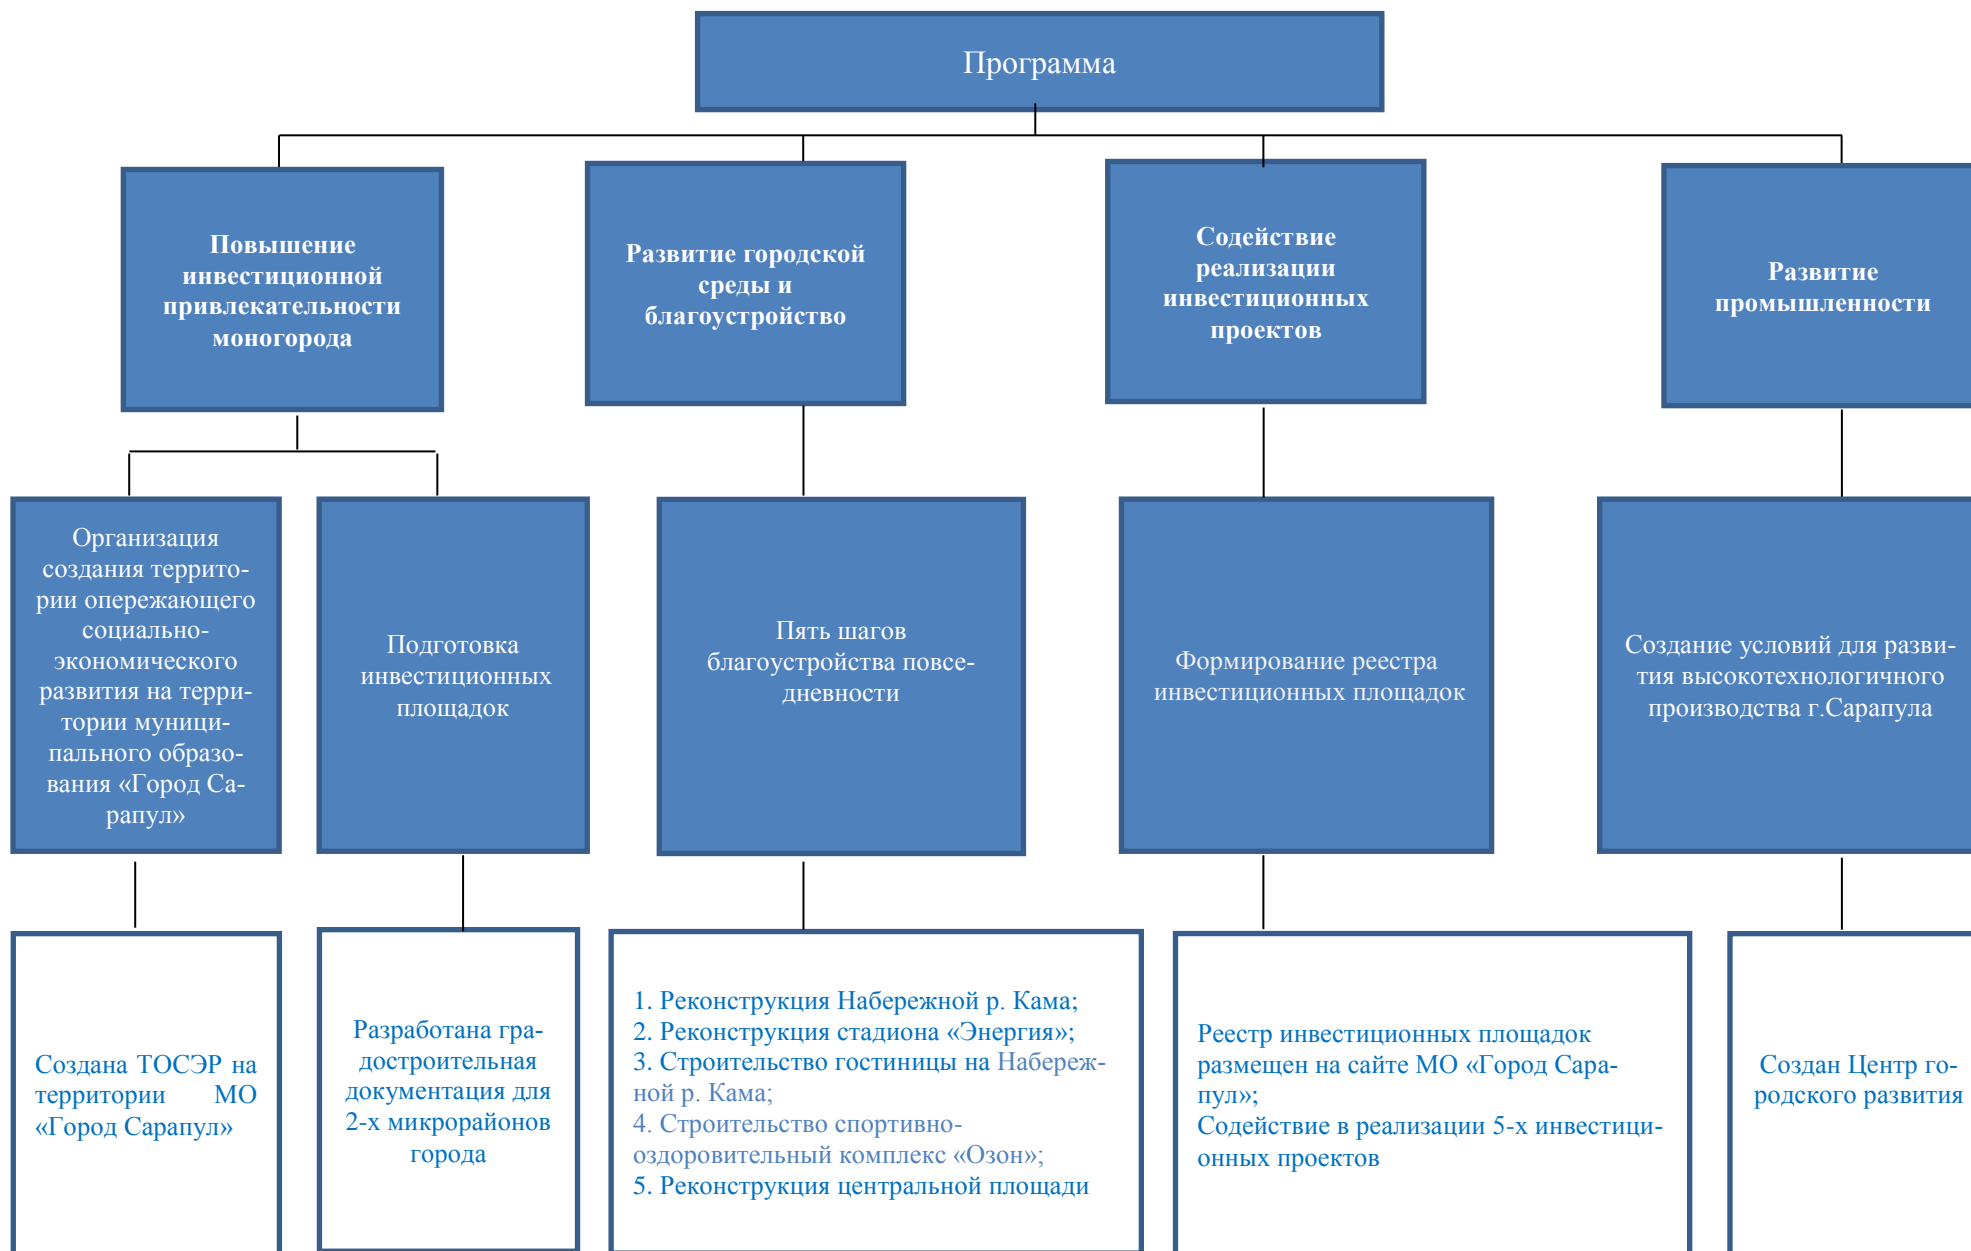 Программа
Повышение
инвестиционной
привлекательности
моногорода
Развитие городской
среды и
благоустройство
Содействие
реализации
инвестиционных
проектов
Развитие
промышленности
Организация
создания террито-
рии опережающего
социально-
экономического
развития на терри-
тории муници-
пального образо-
вания «Город Са-
рапул»
Подготовка
инвестиционных
площадок
Пять шагов
благоустройства повсе-
дневности
Формирование реестра
инвестиционных площадок
Создание условий для разви-
тия высокотехнологичного
производства г.Сарапула
Создана ТОСЭР на
территории МО
«Город Сарапул»
Разработана гра-
достроительная
документация для
2-х микрорайонов
города
1. Реконструкция Набережной р. Кама;
2. Реконструкция стадиона «Энергия»;
3. Строительство гостиницы на Набереж-
ной р. Кама;
4. Строительство спортивно-
оздоровительный комплекс «Озон»;
5. Реконструкция центральной площади
Реестр инвестиционных площадок
размещен на сайте МО «Город Сара-
пул»;
Содействие в реализации 5-х инвестици-
онных проектов
Создан Центр го-
родского развития